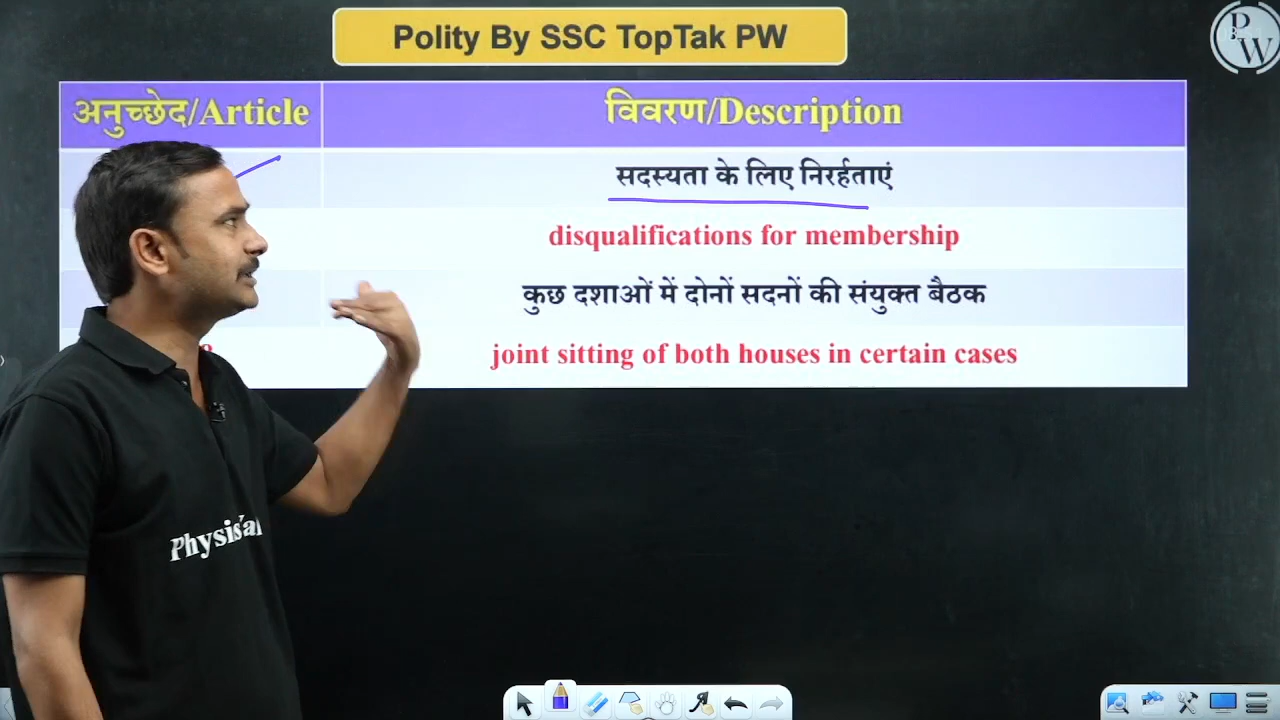 Polity By SSC TopTak PW
PW
अनुच्छेद/Article
विवरण/Description
सदस्यता के लिए निरर्हताएं
disqualifications for membership
कुछ दशाओं में दोनों सदनों की संयुक्त बैठक
joint sitting of both houses in certain cases